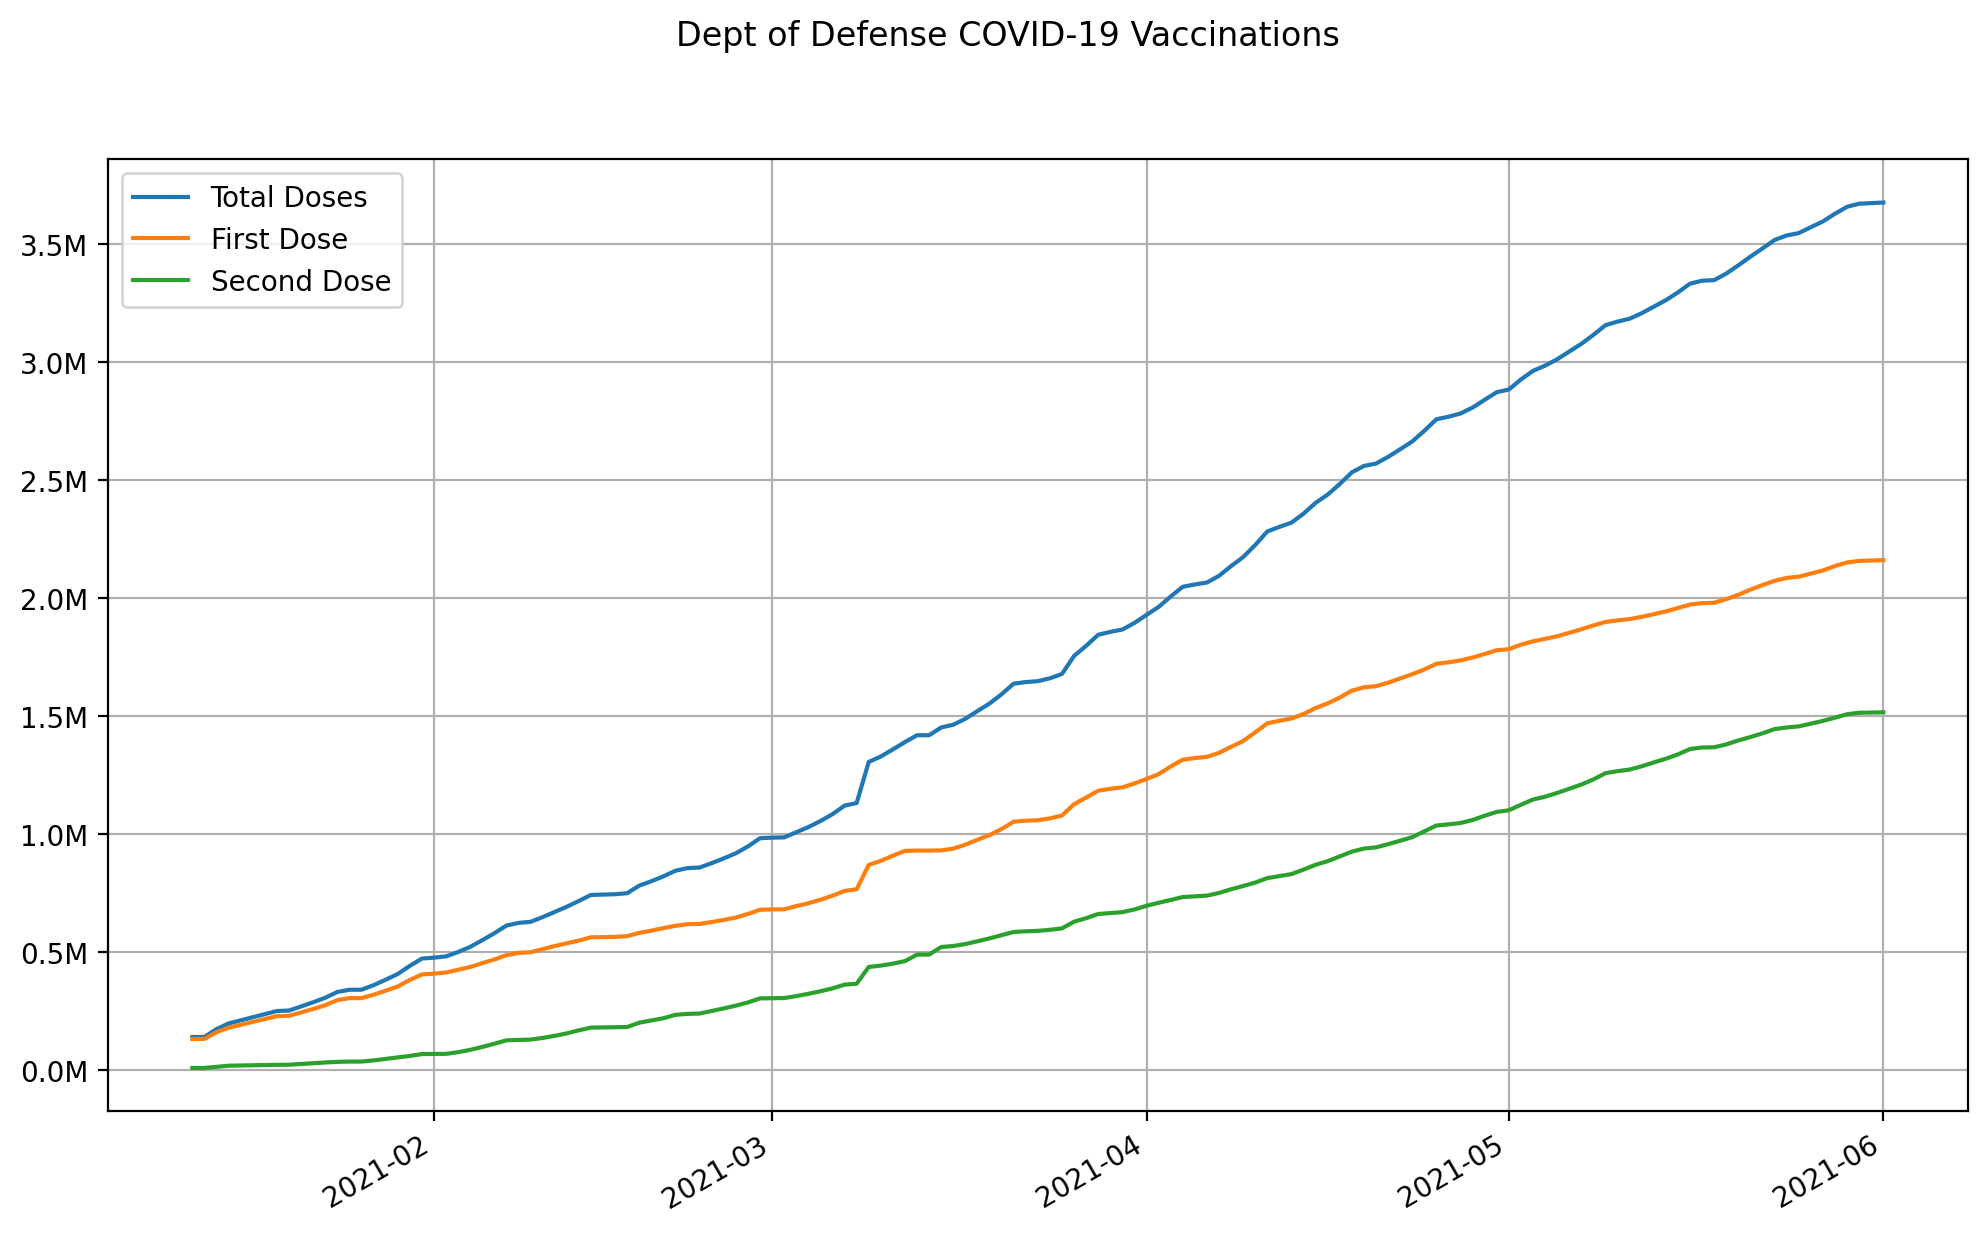 Dept of Defense COVID-19 Vaccinations
Total Doses
First Dose
Second Dose
3.5M
3.0M
2.5M
2.0M
1.5M
1.0M
0.5M
0.0M
2021-02
2021-03
2021-04
2021-05
2021-06